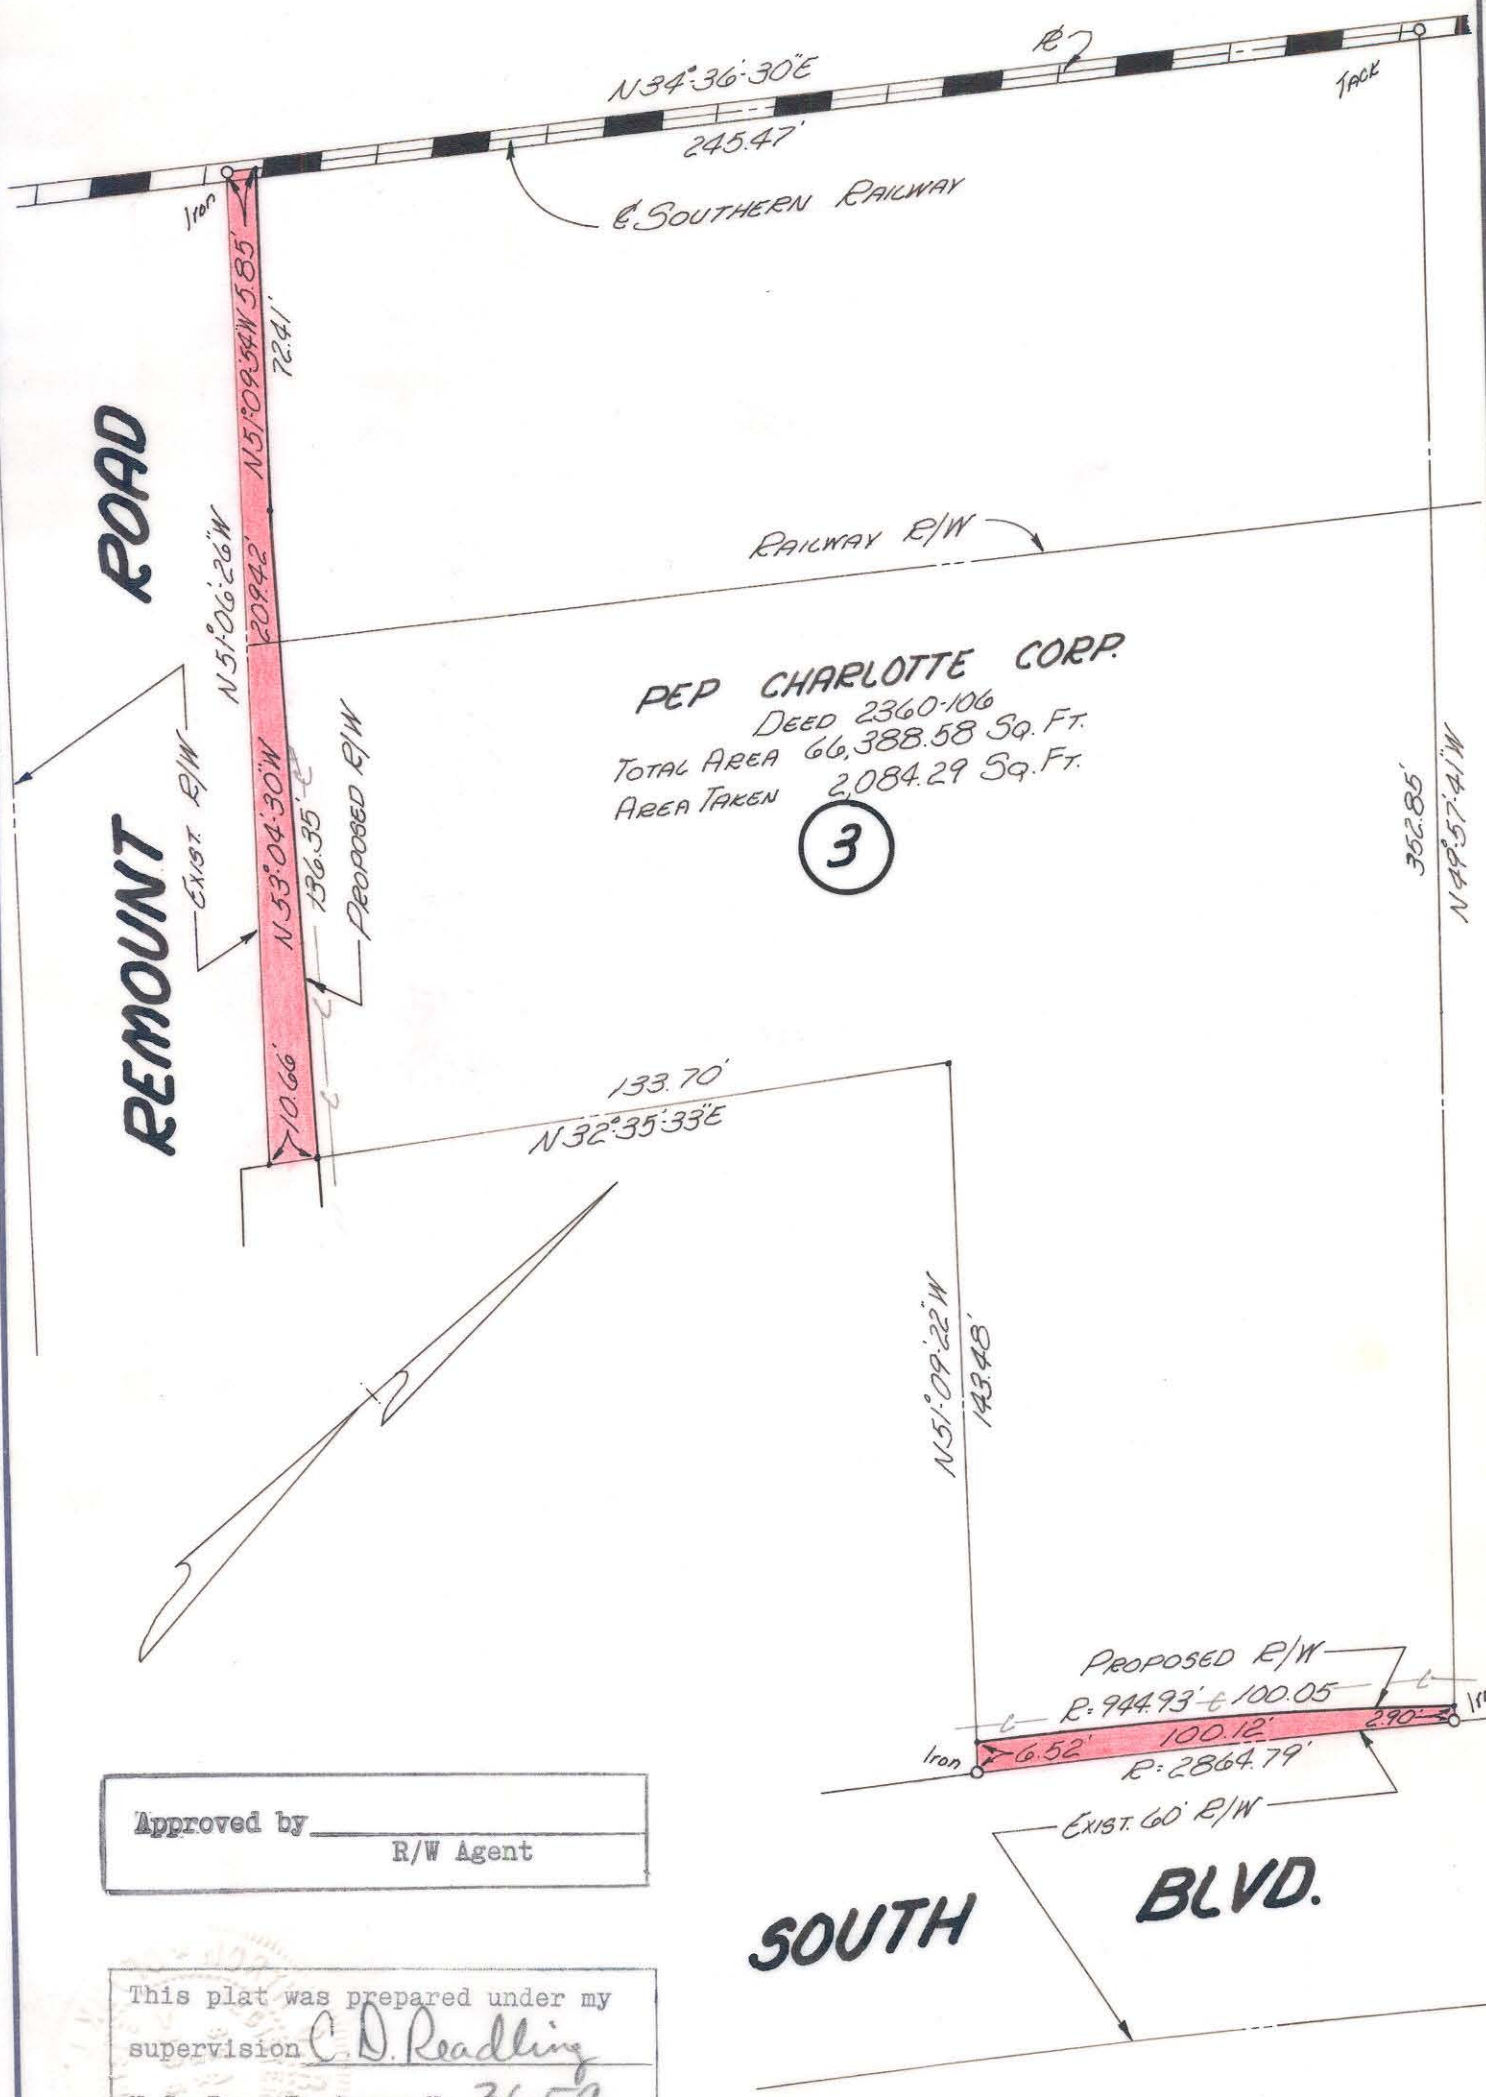 N34°-36'-30"E
245.47'
℄ SOUTHERN RAILWAY
TACK
Iron
N51°-09'-54"W 5.85'
72.41'
ROAD
REMOUNT
N51°-06'-26"W
209.42'
EXIST. R/W
N53°-04'-30"W
136.35'
PROPOSED R/W
10.66'
RAILWAY R/W
PEP CHARLOTTE CORP.
DEED 2360-106
TOTAL AREA 66,388.58 SQ. FT.
AREA TAKEN 2,084.29 SQ. FT.
3
352.85'
N49°-57'-41"W
133.70'
N32°-35'-33"E
N51°-09'-22"W
143.48'
PROPOSED R/W
R=944.93' 100.05
Iron
6.52'
100.12'
2.90'
R=2864.79'
EXIST. 60' R/W
SOUTH BLVD.
Approved by
R/W Agent
This plat was prepared under my
supervision C. D. Readling